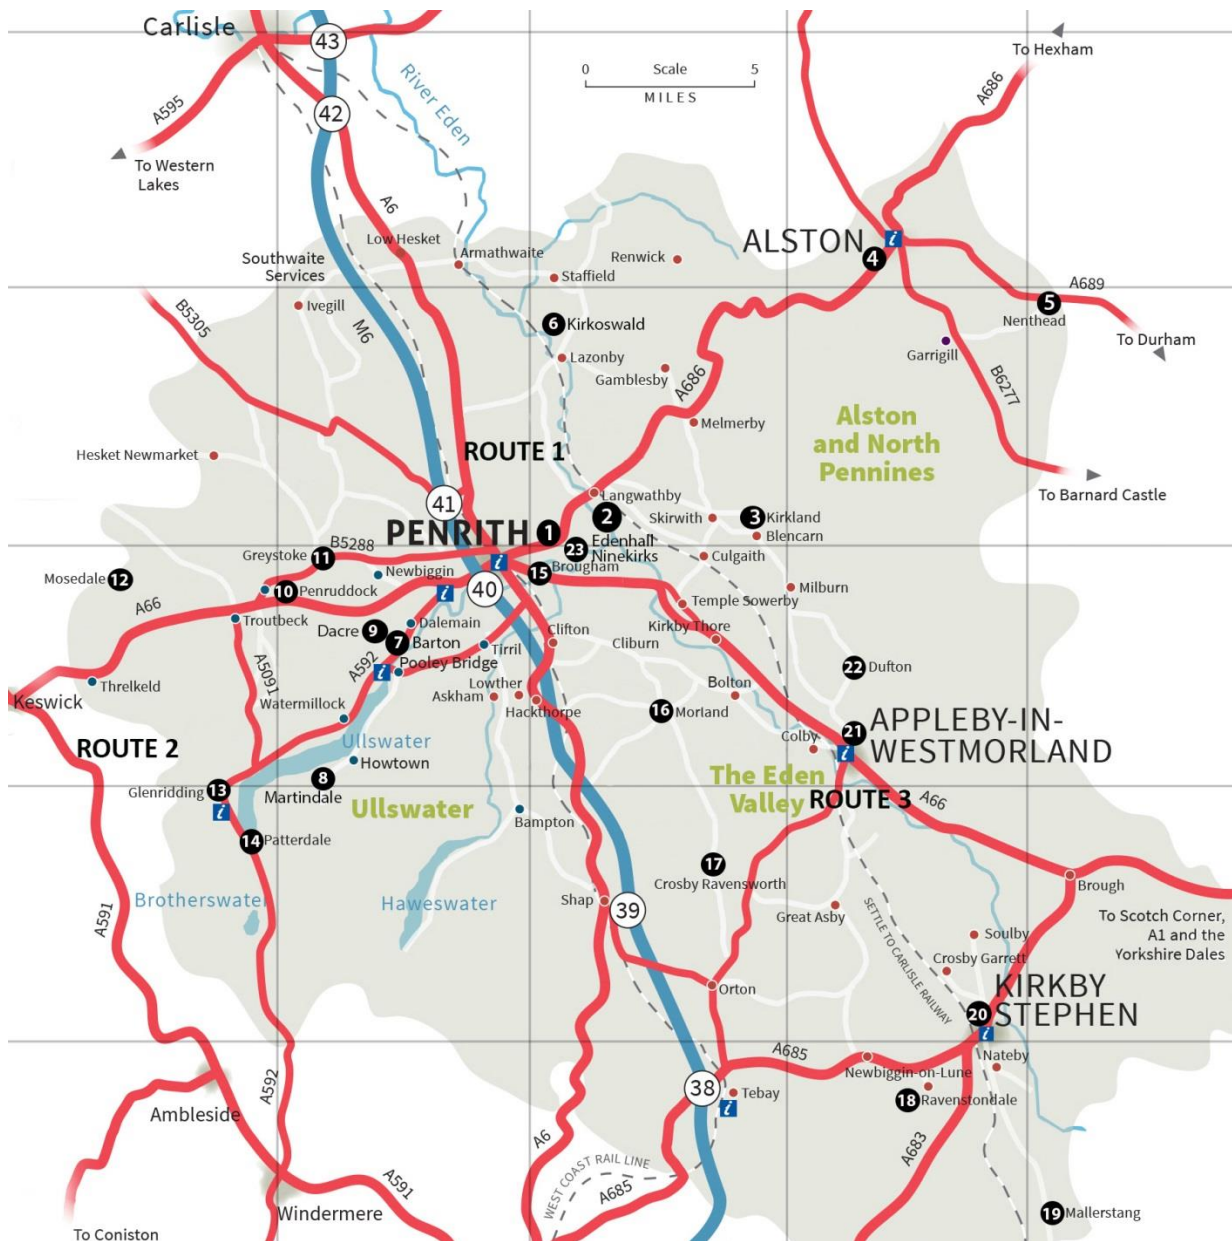 Carlisle
43
42
River Eden
0 Scale 5
MILES
To Hexham
A686
A595
To Western
Lakes
A6
Low Hesket
Armathwaite
Southwaite
Services
Staffield
Renwick
ALSTON
i
4
Ivegill
B5305
M6
6 Kirkoswald
Lazonby
Gamblesby
A686
A689
5
Nenthead
To Durham
Garrigill
B6277
Melmerby
Alston
and North
Pennines
ROUTE 1
Hesket Newmarket
41
Langwathby
To Barnard Castle
PENRITH 1
2
Edenhall
Skirwith
3 Kirkland
Blencarn
23
Ninekirks
Culgaith
B5288
Greystoke 11
Mosedale 12
Newbiggin
i
40
15
Brougham
Milburn
10 Penruddock
i
A66
Temple Sowerby
Troutbeck
Dacre 9
Dalemain
7 Barton
Clifton
Kirkby Thore
Cliburn
Tirril
Pooley Bridge
i
A592
A5091
22 Dufton
Threlkeld
Keswick
Lowther
Askham
Hackthorpe
Bolton
16 Morland
Watermillock
21
APPLEBY-IN-
WESTMORLAND
Colby
i
ROUTE 2
Ullswater
Howtown
8
Martindale
Ullswater
The Eden
Valley
ROUTE 3
A66
Glenridding 13
i
Bampton
14 Patterdale
17
Crosby Ravensworth
Brough
Brotherswater
Haweswater
A591
Shap
39
Great Asby
To Scotch Corner,
A1 and the
Yorkshire Dales
SETTLE TO CARLISLE RAILWAY
Soulby
Crosby Garrett
Orton
KIRKBY
STEPHEN
20
i
A685
Nateby
Newbiggin-on-Lune
18 Ravenstondale
A592
Ambleside
38
Tebay
i
A6
A683
WEST COAST RAIL LINE
A685
A591
Windermere
19 Mallerstang
To Coniston